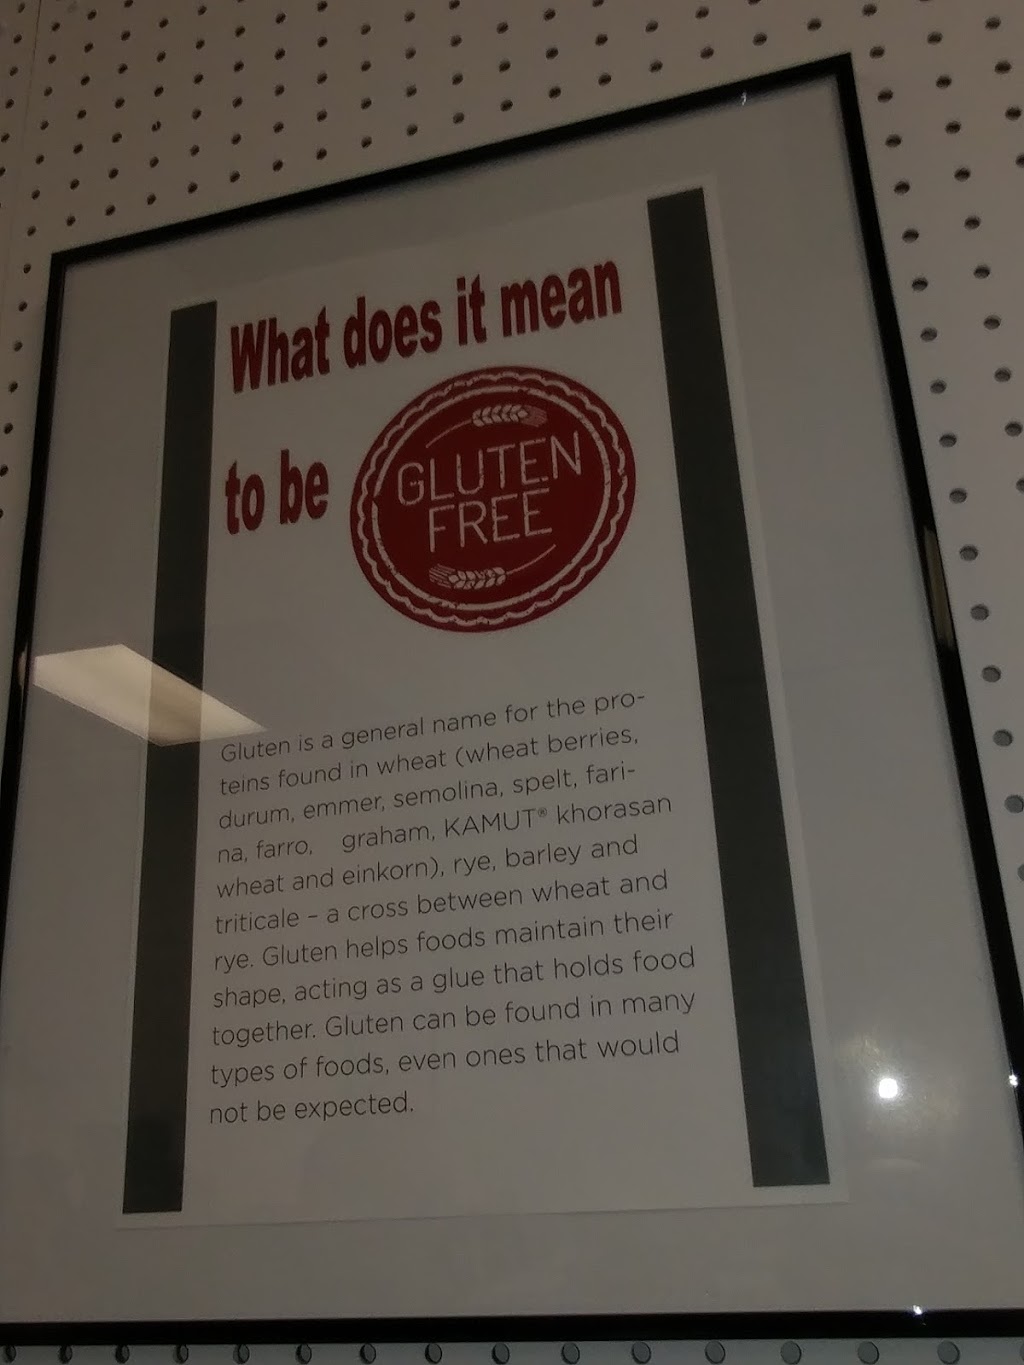 What does it mean
to be
GLUTEN
FREE
Gluten is a general name for the pro-
teins found in wheat (wheat berries,
durum, emmer, semolina, spelt, fari-
na, farro, graham, KAMUT® khorasan
wheat and einkorn), rye, barley and
triticale – a cross between wheat and
rye. Gluten helps foods maintain their
shape, acting as a glue that holds food
together. Gluten can be found in many
types of foods, even ones that would
not be expected.